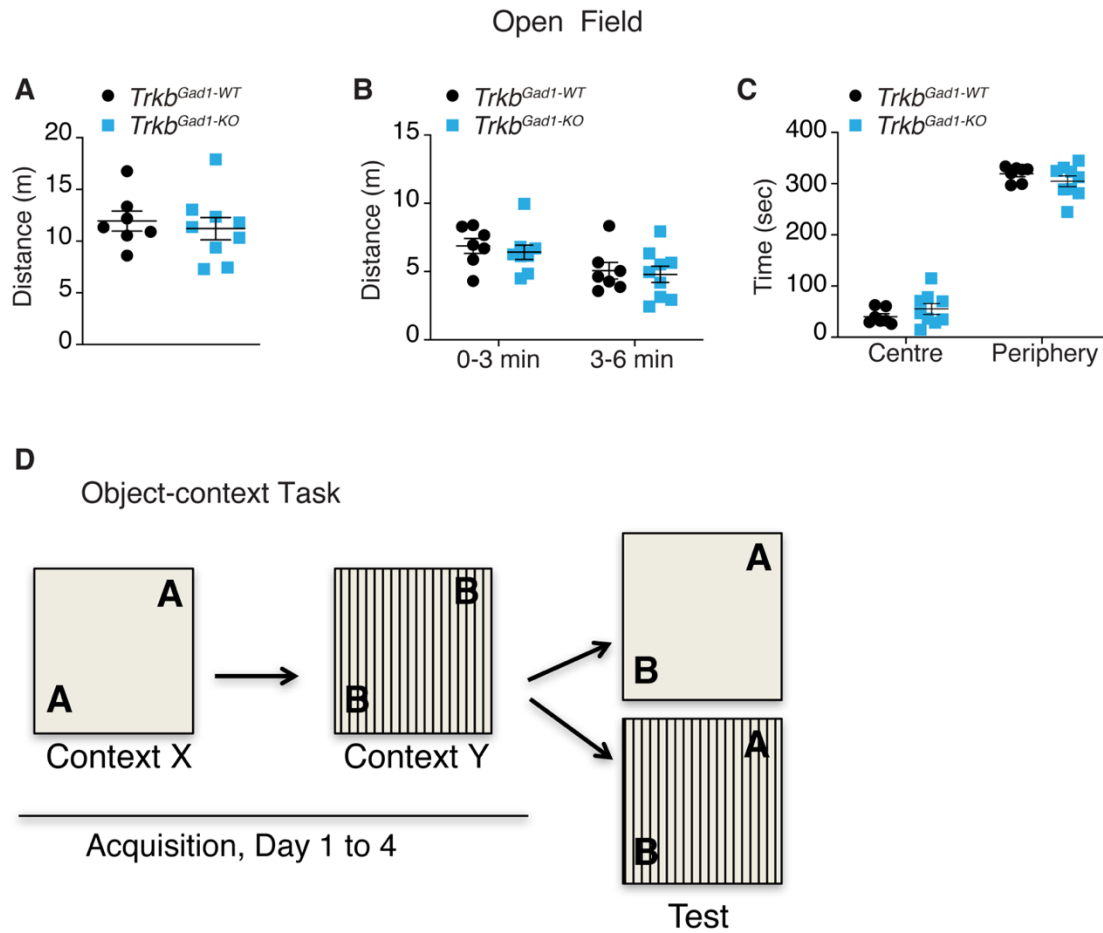 Open Field
A
Trkb^Gad1-WT
Trkb^Gad1-KO
Distance (m)
20
15
10
5
0
B
Trkb^Gad1-WT
Trkb^Gad1-KO
Distance (m)
15
10
5
0
0-3 min
3-6 min
C
Trkb^Gad1-WT
Trkb^Gad1-KO
Time (sec)
400
300
200
100
0
Centre
Periphery
D
Object-context Task
A
A
Context X
B
B
Context Y
Acquisition, Day 1 to 4
A
B
A
B
Test